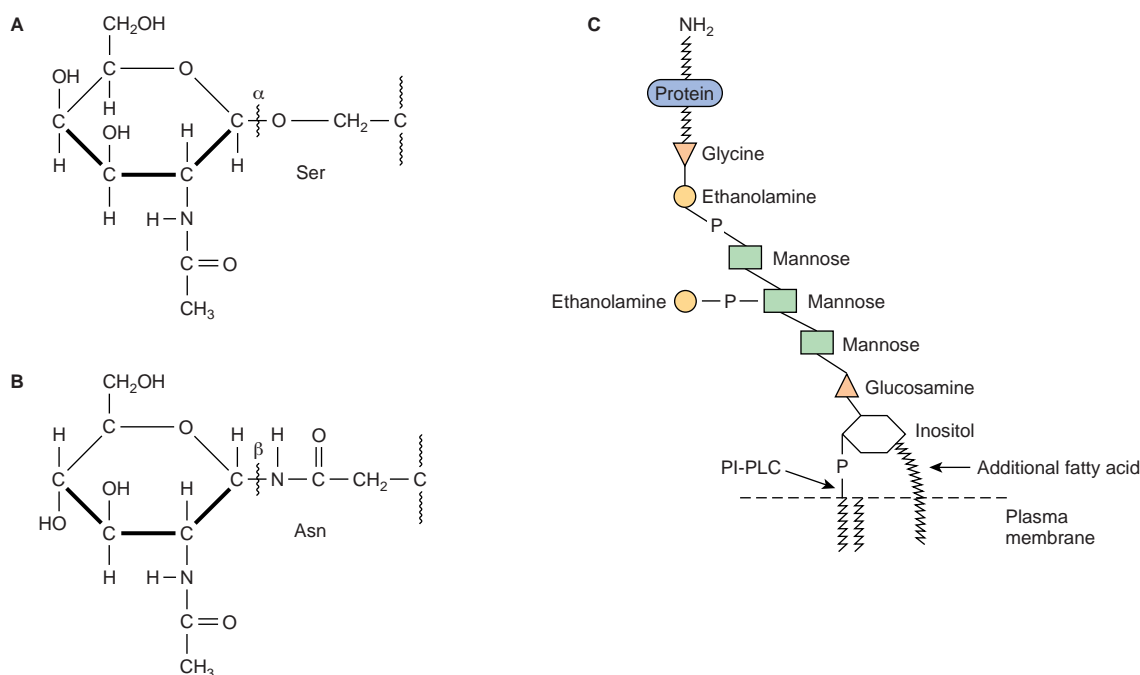 A
CH₂OH
C
O
OH
H
α
C
OH
H
C
O
CH₂
C
H
C
C
H
Ser
H
H–N
C=O
CH₃
B
CH₂OH
C
O
H
H
H
O
β
C
OH
H
C
N
C
CH₂
C
HO
C
C
Asn
H
H–N
C=O
CH₃
C
NH₂
Protein
Glycine
Ethanolamine
P
Mannose
Ethanolamine
P
Mannose
Mannose
Glucosamine
Inositol
PI-PLC
P
Additional fatty acid
Plasma
membrane